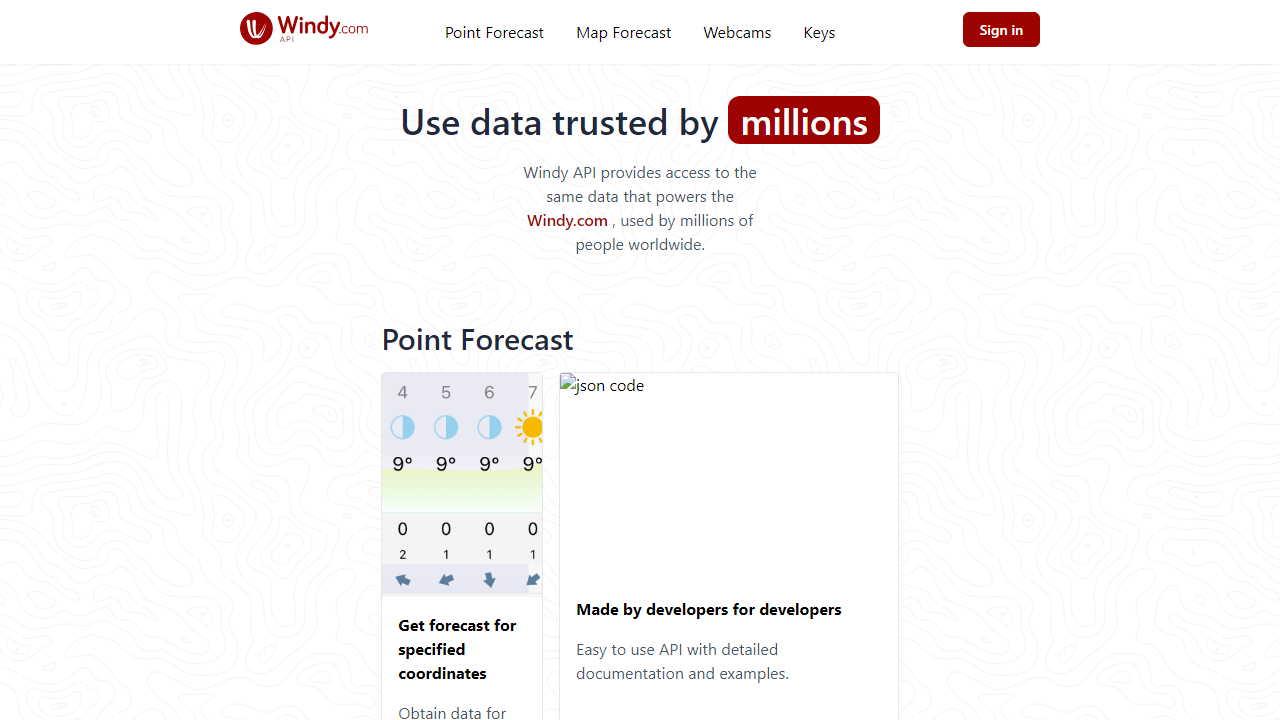 Windy.com
API
Point Forecast Map Forecast Webcams Keys
Sign in
Use data trusted by millions
Windy API provides access to the
same data that powers the
Windy.com , used by millions of
people worldwide.
Point Forecast
4 5 6 7
9° 9° 9° 9°
0 0 0 0
2 1 1 1
Get forecast for
specified
coordinates
Obtain data for
json code
Made by developers for developers
Easy to use API with detailed
documentation and examples.